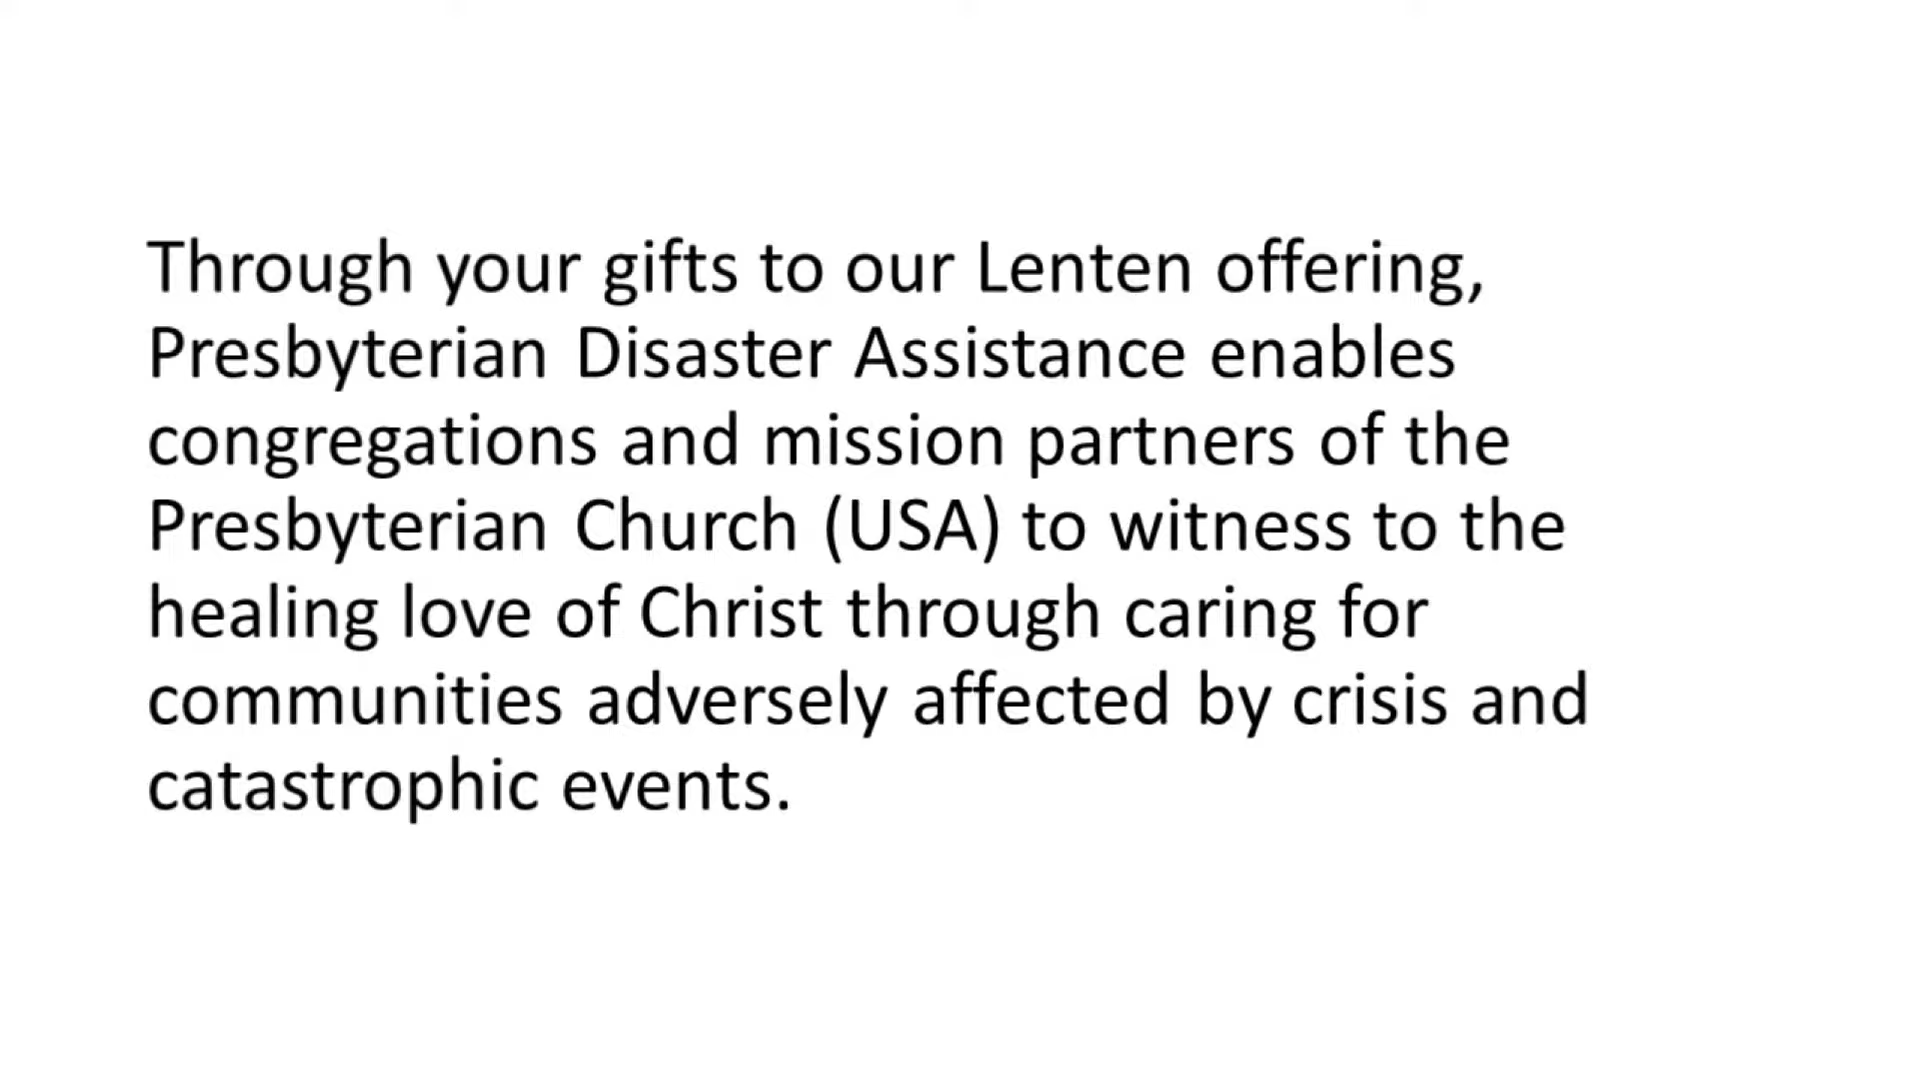 Through your gifts to our Lenten offering,
Presbyterian Disaster Assistance enables
congregations and mission partners of the
Presbyterian Church (USA) to witness to the
healing love of Christ through caring for
communities adversely affected by crisis and
catastrophic events.